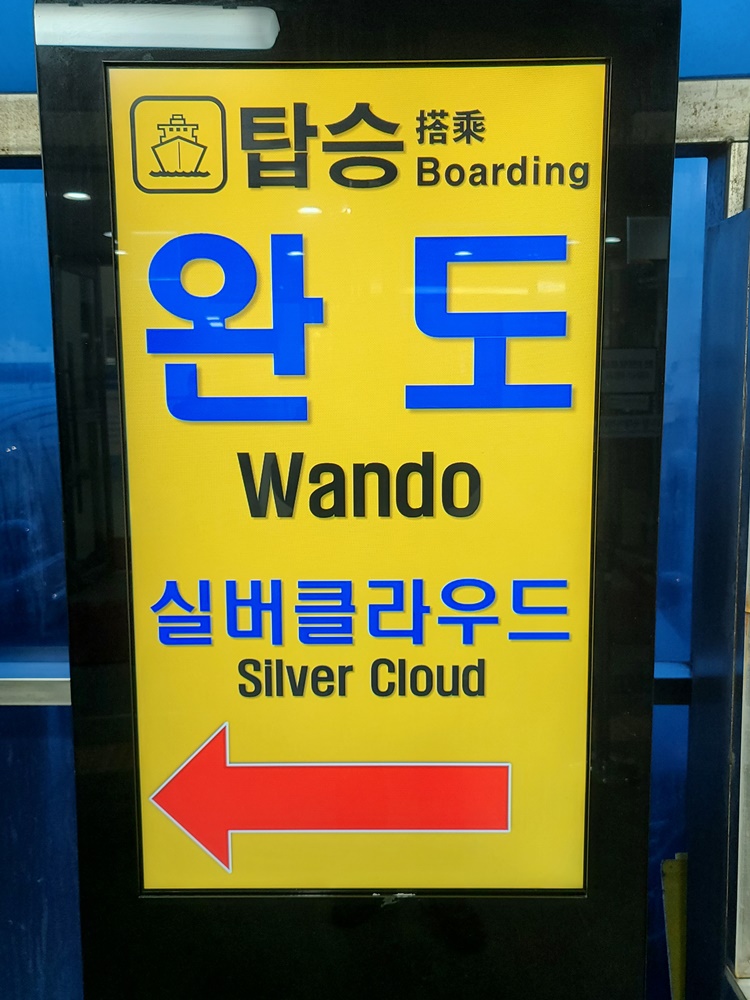 탑승 搭乘
Boarding
완 도
Wando
실버클라우드
Silver Cloud